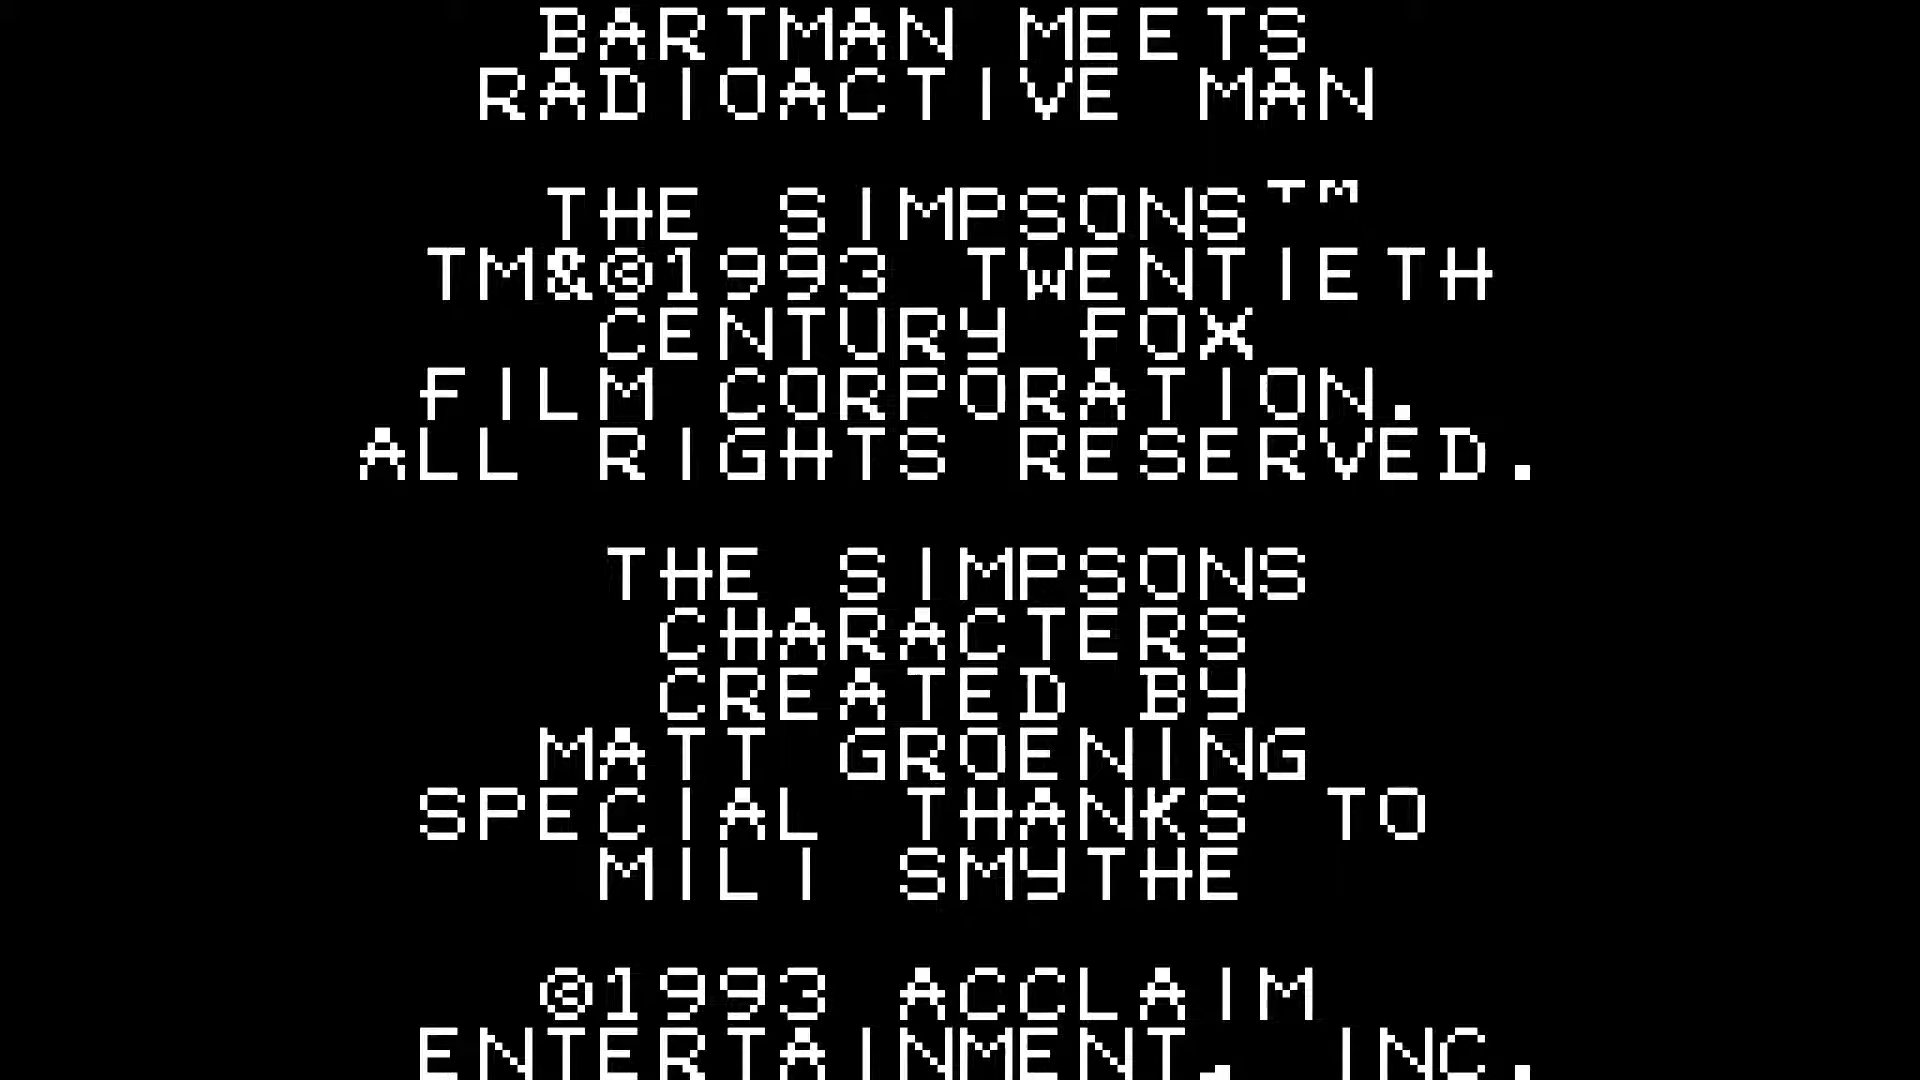 BARTMAN MEETS
RADIOACTIVE MAN
THE SIMPSONS™
TM&©1993 TWENTIETH
CENTURY FOX
FILM CORPORATION.
ALL RIGHTS RESERVED.
THE SIMPSONS
CHARACTERS
CREATED BY
MATT GROENING
SPECIAL THANKS TO
MILI SMYTHE
©1993 ACCLAIM
ENTERTAINMENT, INC.